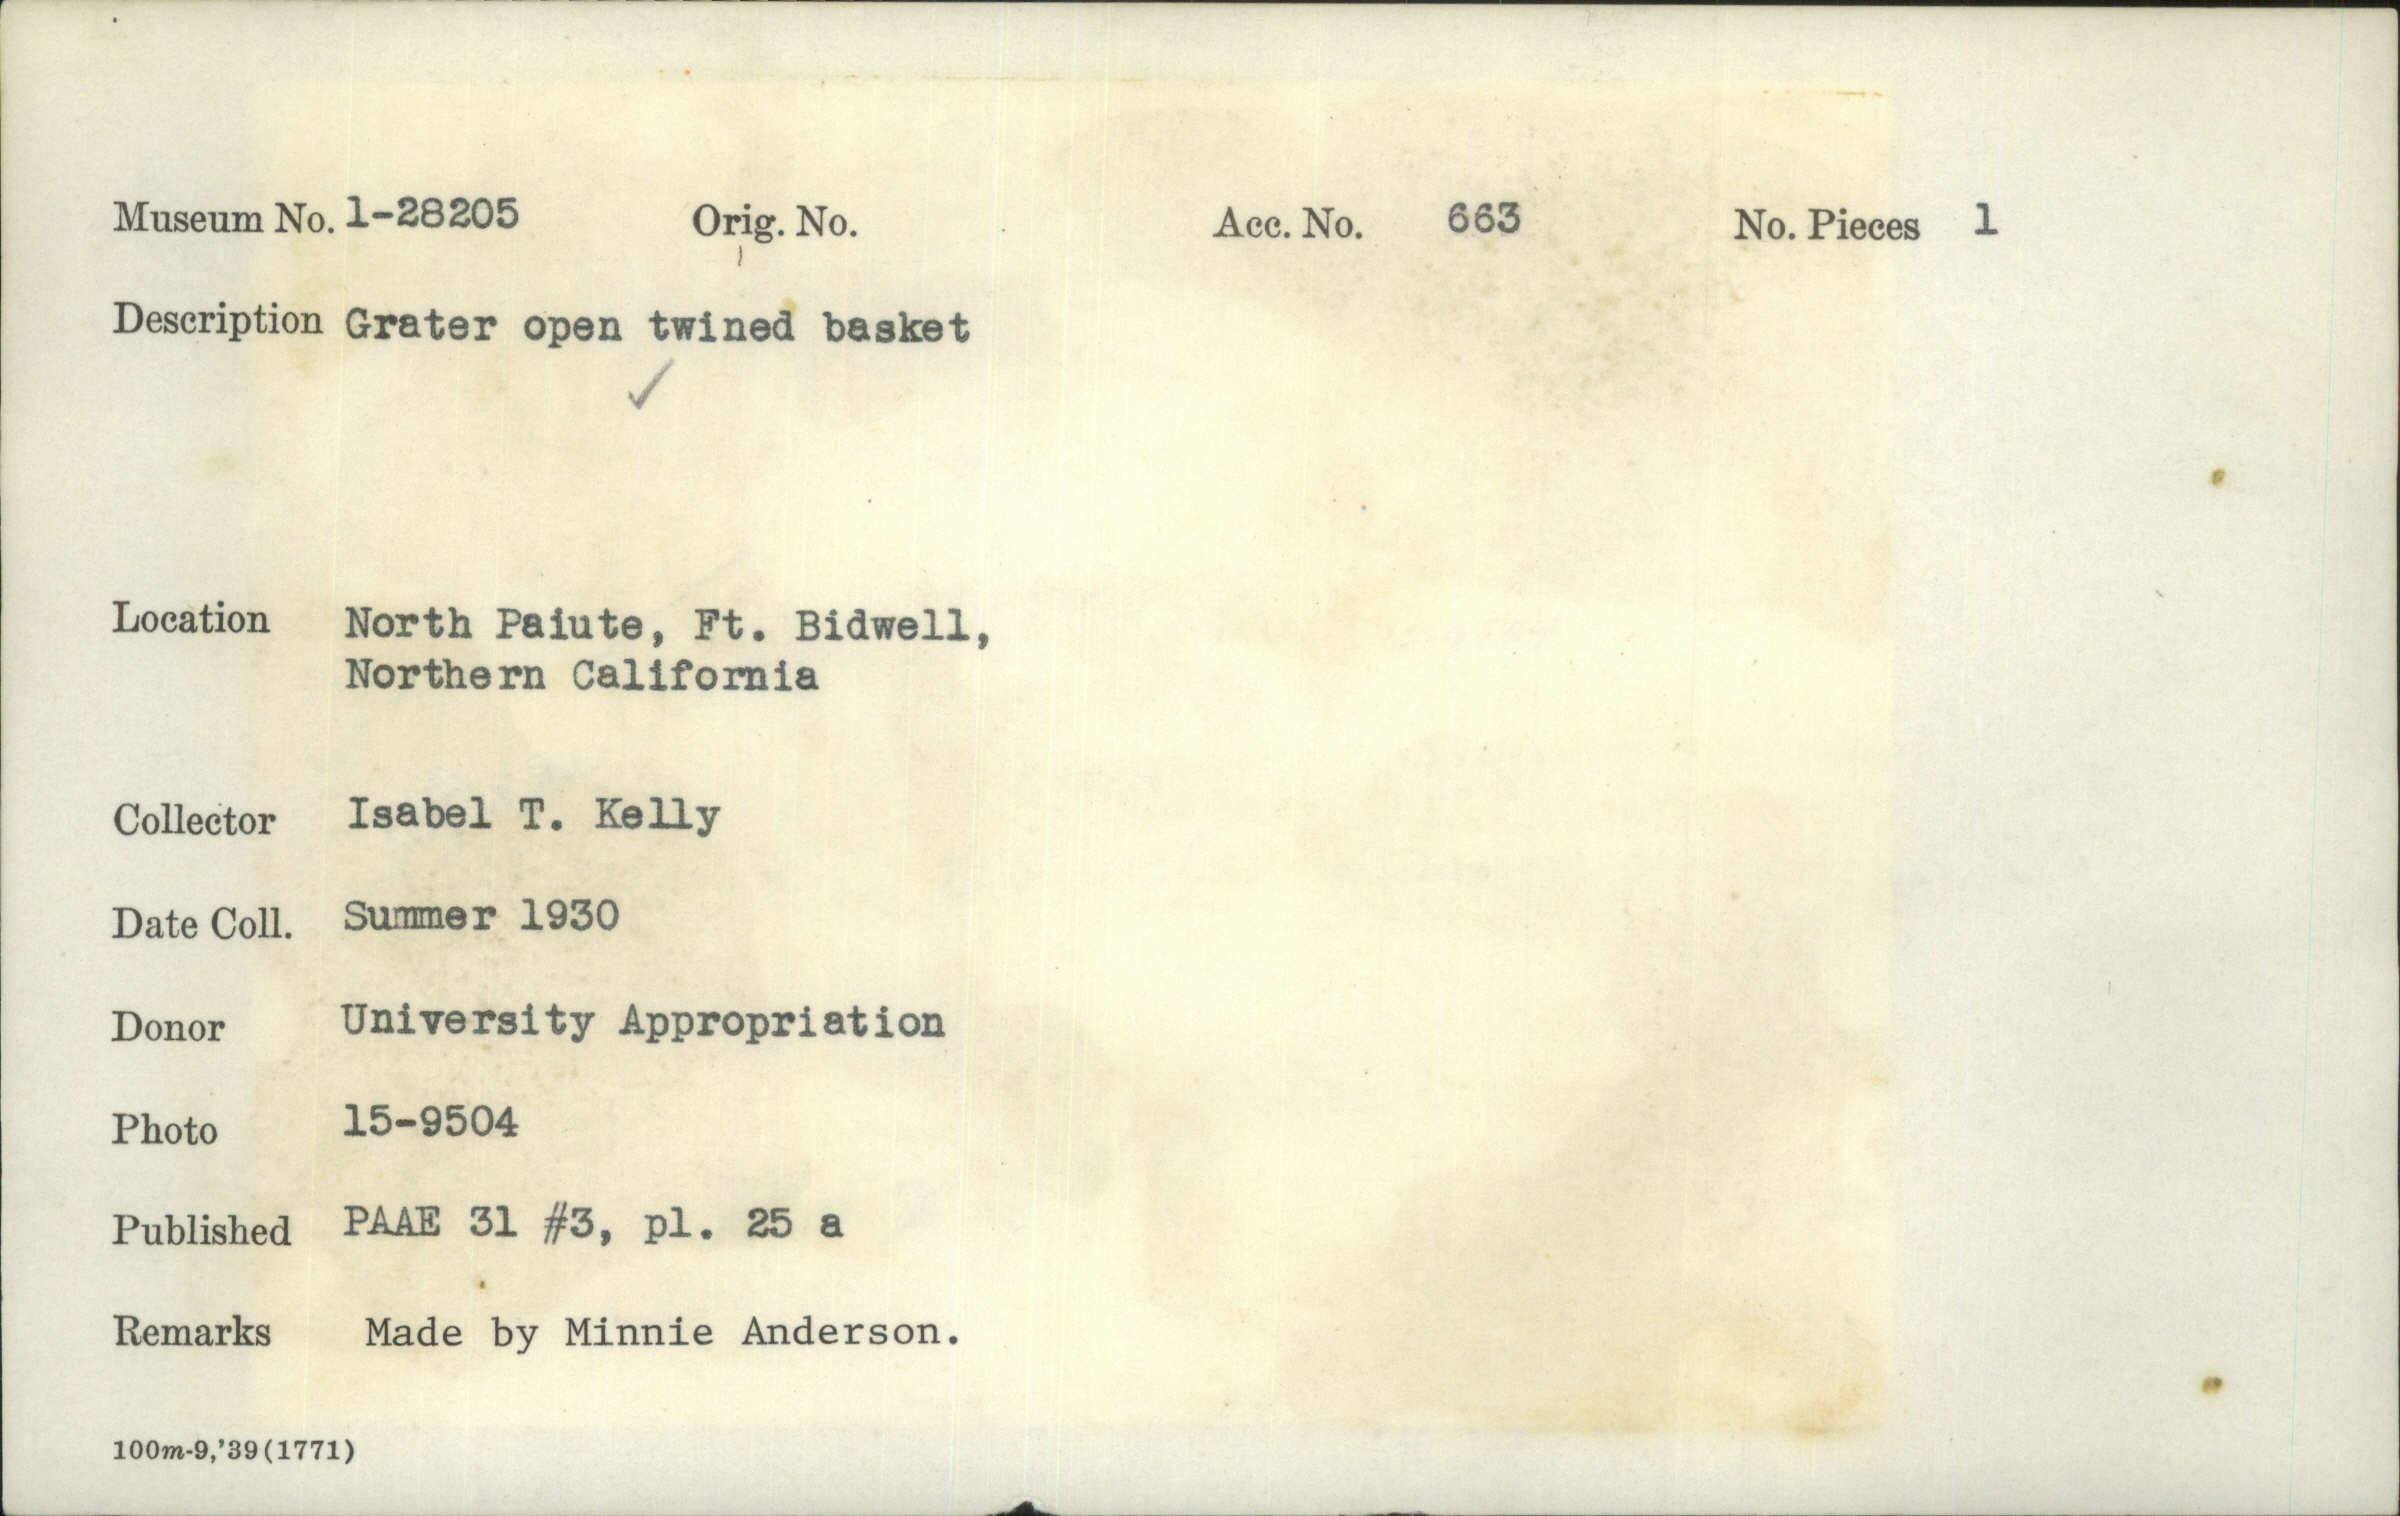 Museum No. 1-28205 Orig. No. Acc. No. 663 No. Pieces 1
Description Grater open twined basket
Location North Paiute, Ft. Bidwell,
Northern California
Collector Isabel T. Kelly
Date Coll. Summer 1930
Donor University Appropriation
Photo 15-9504
Published PAAE 31 #3, pl. 25 a
Remarks Made by Minnie Anderson.
100m-9,'39(1771)